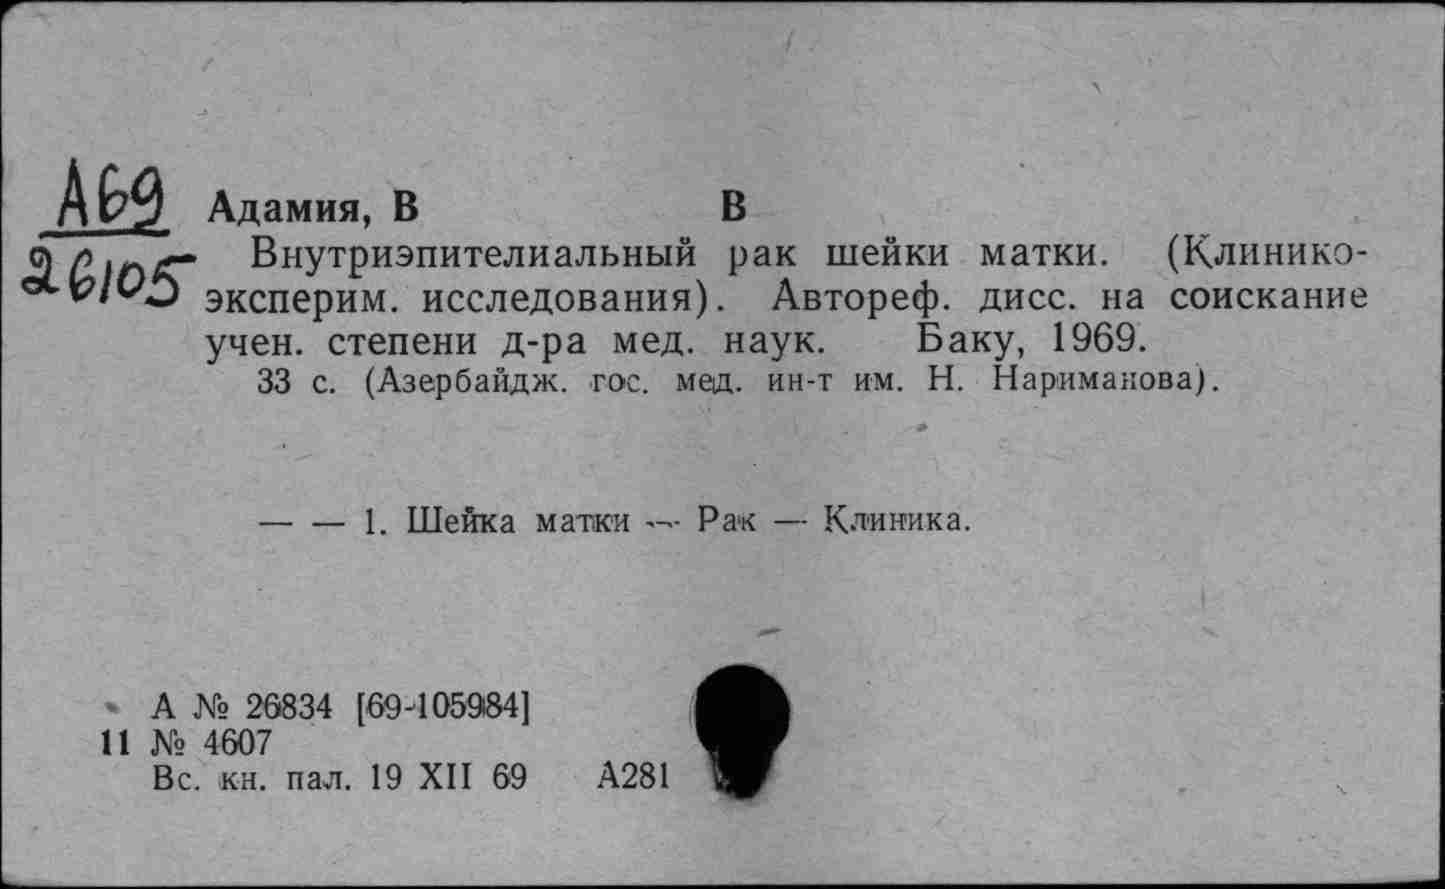 Аб9
26105
Адамия, В В
Внутриэпителиальный рак шейки матки. (Клинико-
эксперим. исследования). Автореф. дисс. на соискание
учен. степени д-ра мед. наук. Баку, 1969.
33 с. (Азербайдж. гос. мед. ин-т им. Н. Нариманова).
— — 1. Шейка матки — Рак — Клиника.
А № 26834 [69-105984]
11 № 4607
Вс. кн. пал. 19 XII 69 А281